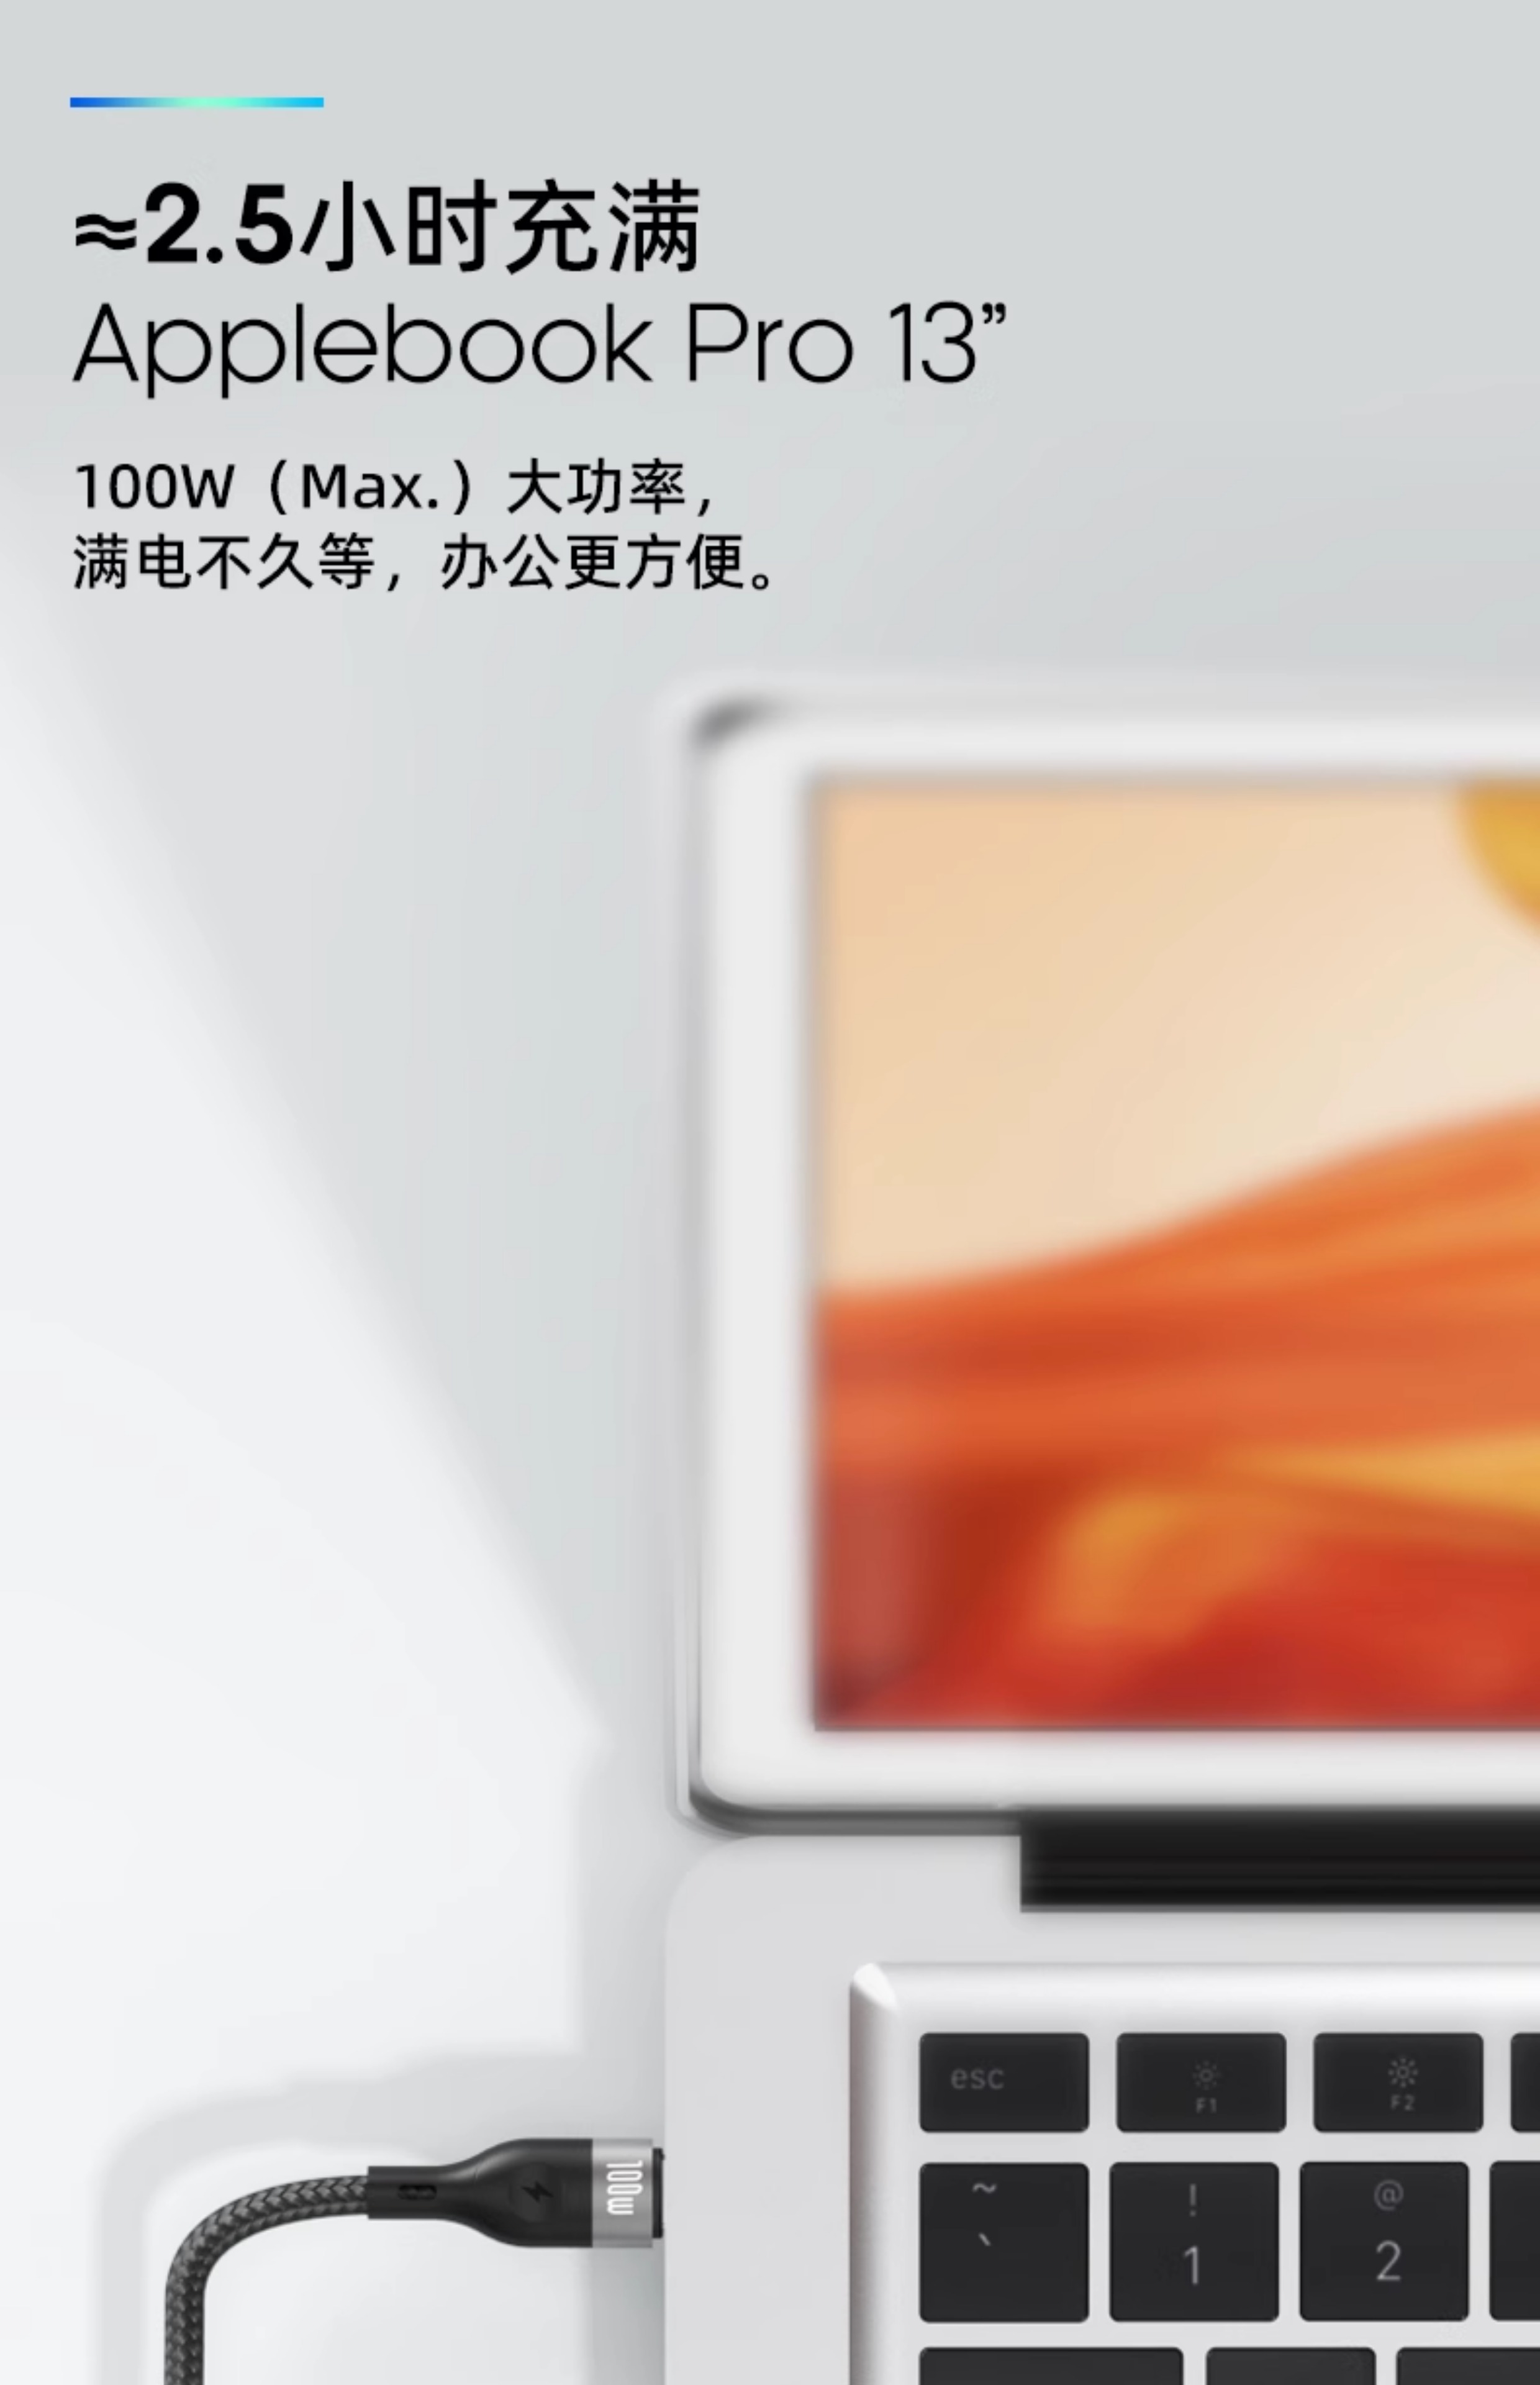 ≈2.5小时充满
Applebook Pro 13”
100W（Max.）大功率，
满电不久等，办公更方便。
esc
F1
F2
100W
~
`
!
1
@
2